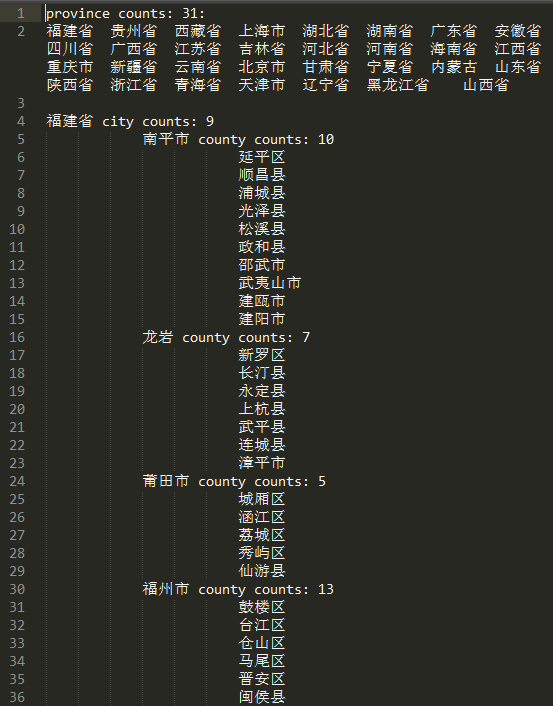 1 province counts: 31:
2 福建省 贵州省 西藏省 上海市 湖北省 湖南省 广东省 安徽省
四川省 广西省 江苏省 吉林省 河北省 河南省 海南省 江西省
重庆市 新疆省 云南省 北京市 甘肃省 宁夏省 内蒙古 山东省
陕西省 浙江省 青海省 天津市 辽宁省 黑龙江省 山西省
3
4 福建省 city counts: 9
5 南平市 county counts: 10
6 延平区
7 顺昌县
8 浦城县
9 光泽县
10 松溪县
11 政和县
12 邵武市
13 武夷山市
14 建瓯市
15 建阳市
16 龙岩 county counts: 7
17 新罗区
18 长汀县
19 永定县
20 上杭县
21 武平县
22 连城县
23 漳平市
24 莆田市 county counts: 5
25 城厢区
26 涵江区
27 荔城区
28 秀屿区
29 仙游县
30 福州市 county counts: 13
31 鼓楼区
32 台江区
33 仓山区
34 马尾区
35 晋安区
36 闽侯县